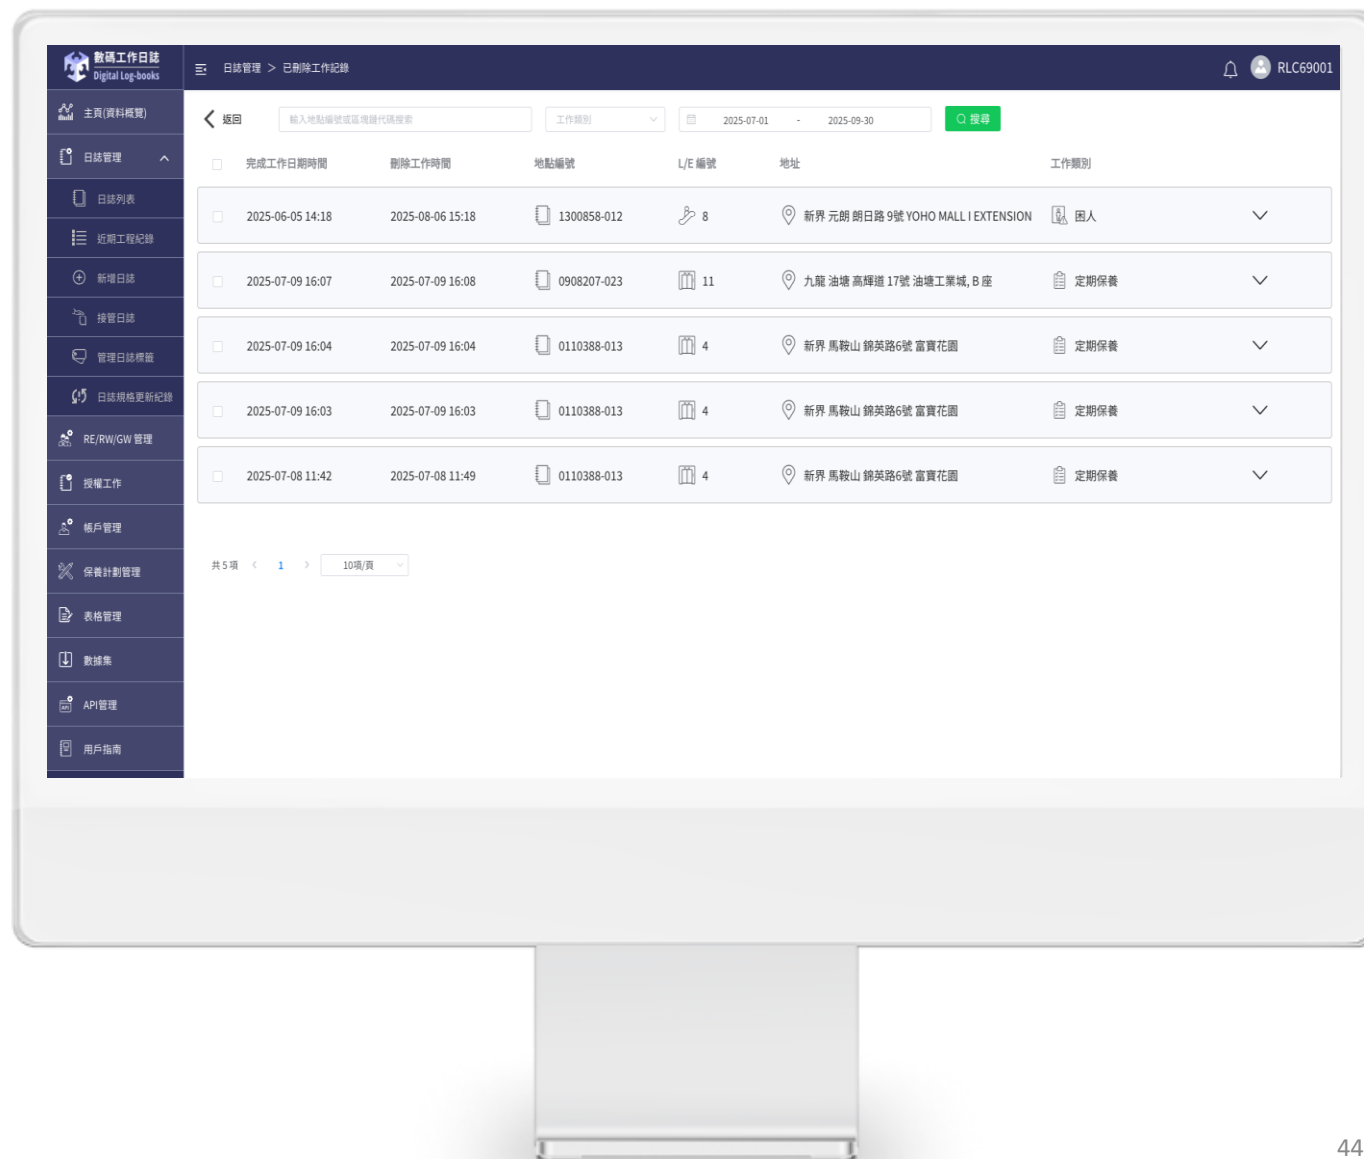 數碼工作日誌
Digital Log-books
日誌管理 > 已刪除工作記錄
RLC69001
主頁(資料概覽)
日誌管理
日誌列表
近期工程紀錄
新增日誌
接管日誌
管理日誌標籤
日誌規格更新紀錄
RE/RW/GW 管理
授權工作
帳戶管理
保養計劃管理
表格管理
數據集
API管理
用戶指南
返回 輸入地點編號或區塊鏈代碼搜索 工作類別 2025-07-01 - 2025-09-30 搜尋
完成工作日期時間 刪除工作時間 地點編號 L/E 編號 地址 工作類別
2025-06-05 14:18 2025-08-06 15:18 1300858-012 8 新界 元朗 朗日路 9號 YOHO MALL I EXTENSION 困人
2025-07-09 16:07 2025-07-09 16:08 0908207-023 11 九龍 油塘 高輝道 17號 油塘工業城, B 座 定期保養
2025-07-09 16:04 2025-07-09 16:04 0110388-013 4 新界 馬鞍山 錦英路6號 富寶花園 定期保養
2025-07-09 16:03 2025-07-09 16:03 0110388-013 4 新界 馬鞍山 錦英路6號 富寶花園 定期保養
2025-07-08 11:42 2025-07-08 11:49 0110388-013 4 新界 馬鞍山 錦英路6號 富寶花園 定期保養
共 5 項 < 1 > 10項/頁
44